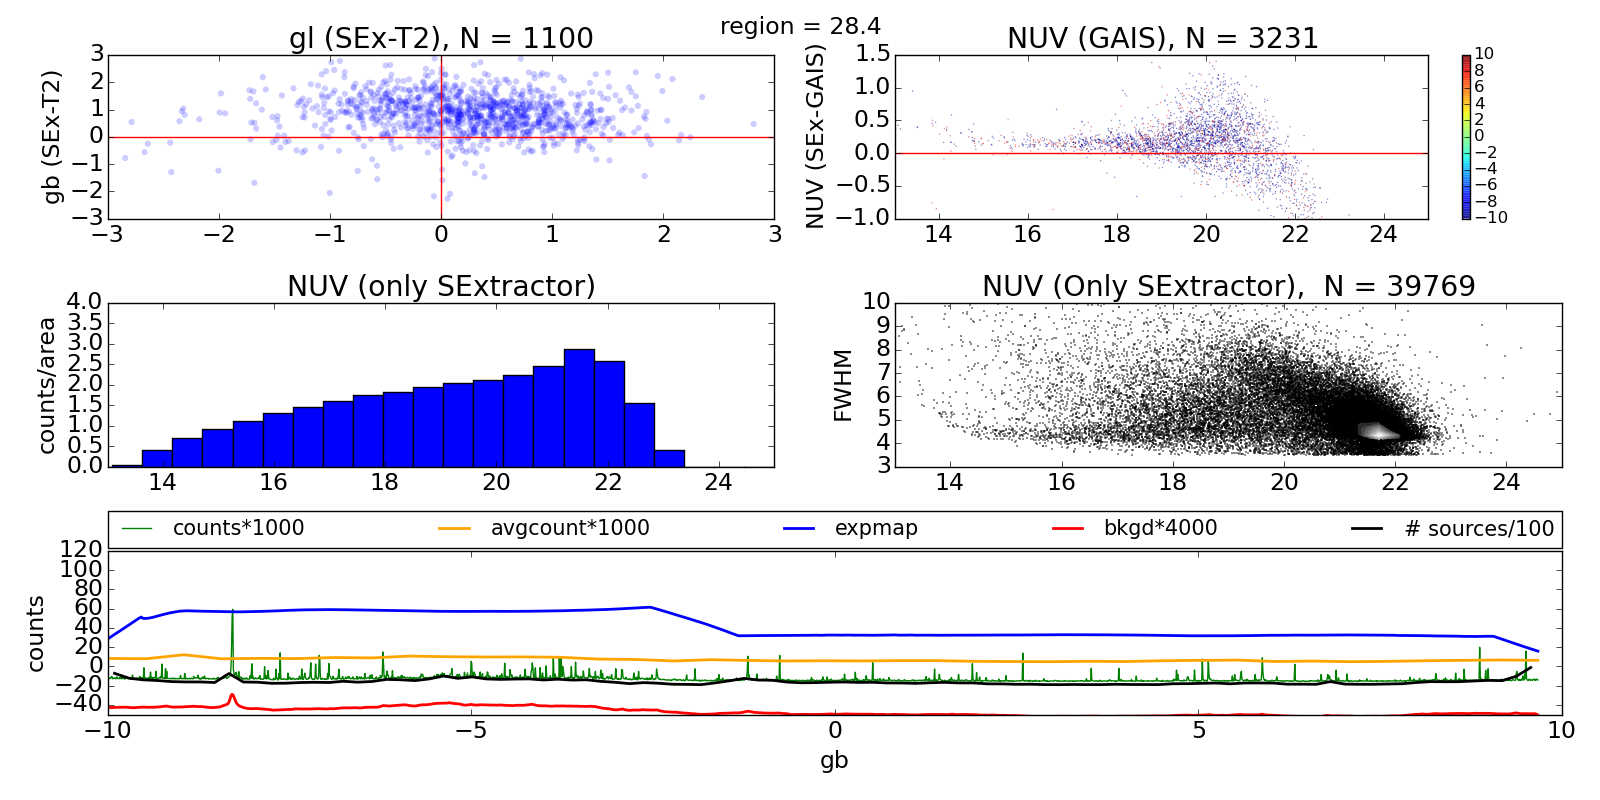 region = 28.4
gl (SEx-T2), N = 1100
NUV (GAIS), N = 3231
gb (SEx-T2)
3
2
1
0
−1
−2
−3
−3 −2 −1 0 1 2 3
NUV (SEx-GAIS)
1.5
1.0
0.5
0.0
−0.5
−1.0
14 16 18 20 22 24
10
8
6
4
2
0
−2
−4
−6
−8
−10
NUV (only SExtractor)
counts/area
4.0
3.5
3.0
2.5
2.0
1.5
1.0
0.5
0.0
14 16 18 20 22 24
NUV (Only SExtractor), N = 39769
FWHM
10
9
8
7
6
5
4
3
14 16 18 20 22 24
counts*1000 avgcount*1000 expmap bkgd*4000 # sources/100
counts
120
100
80
60
40
20
0
−20
−40
−10 −5 0 5 10
gb